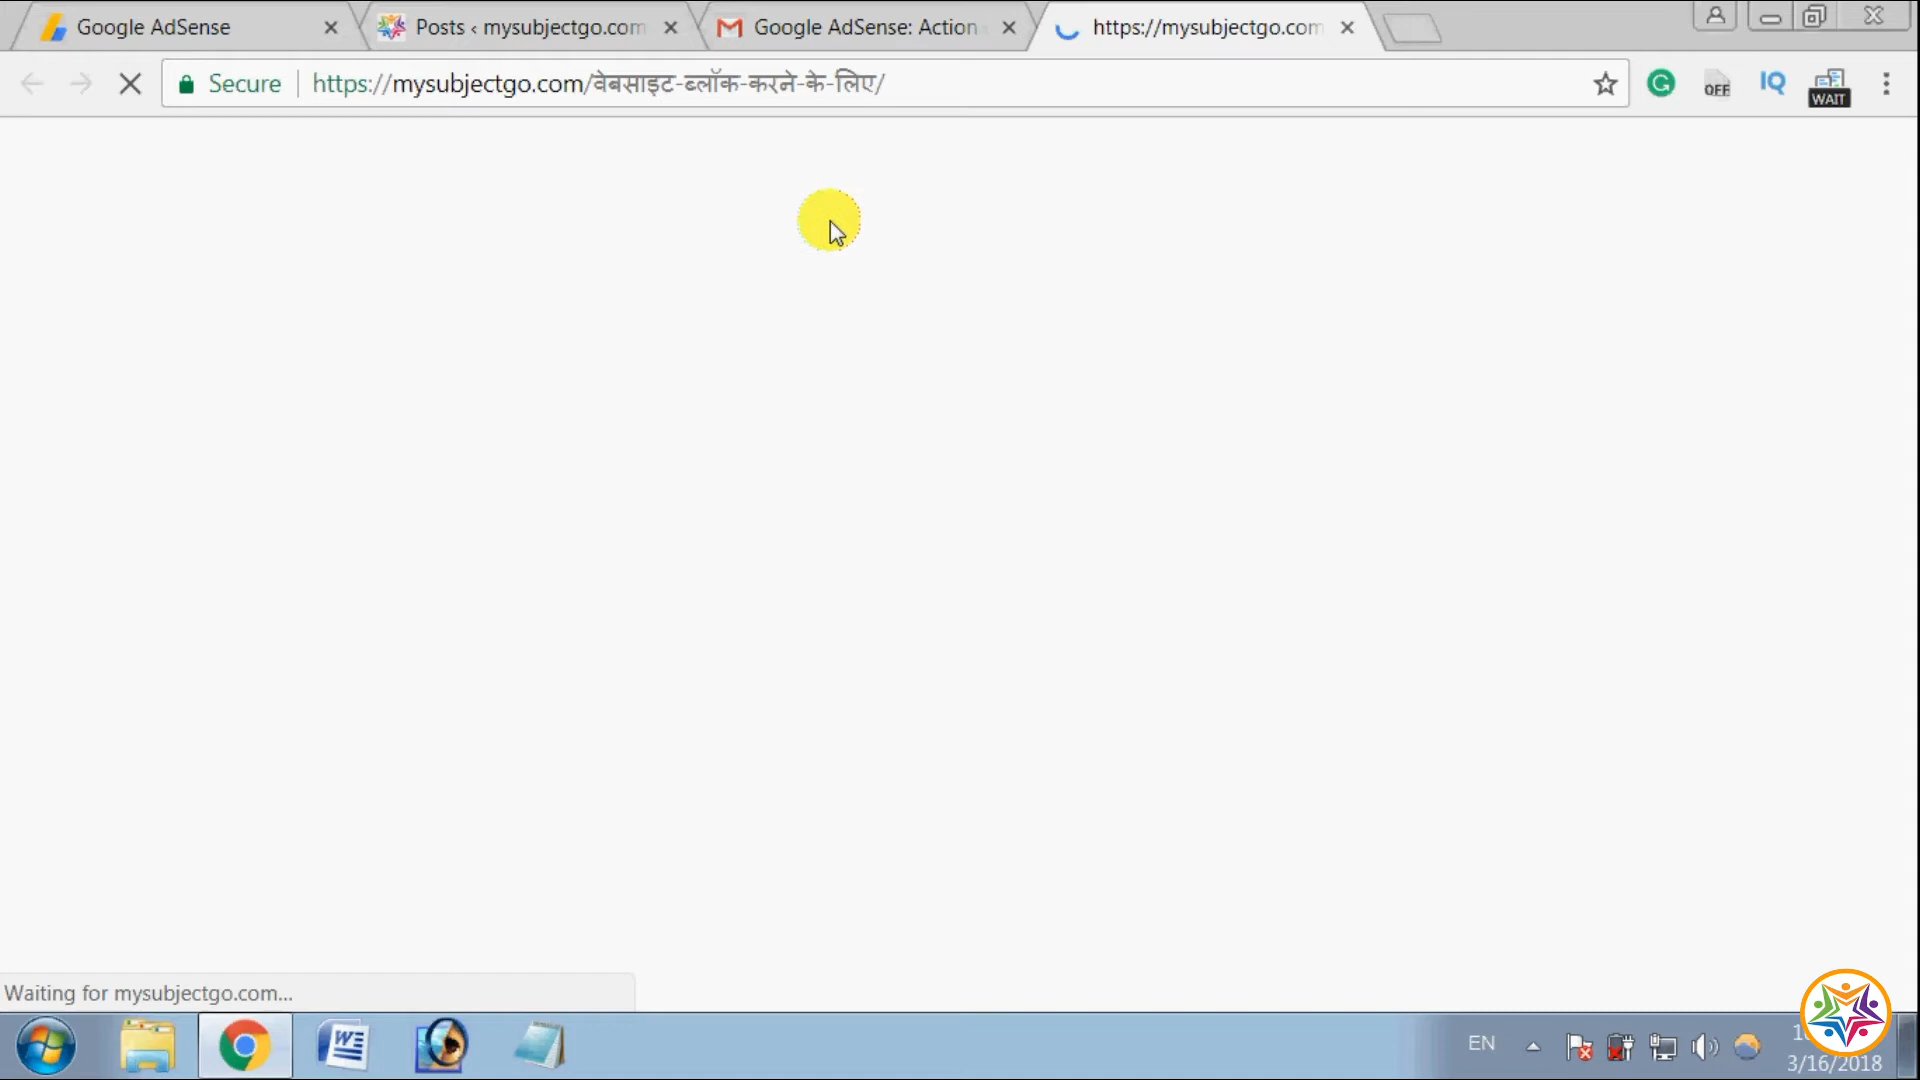 Google AdSense
Posts ‹ mysubjectgo.com
Google AdSense: Action
https://mysubjectgo.com
Secure
https://mysubjectgo.com/वेबसाइट-ब्लॉक-करने-के-लिए/
OFF
IQ
WAIT
Waiting for mysubjectgo.com...
EN
3/16/2018